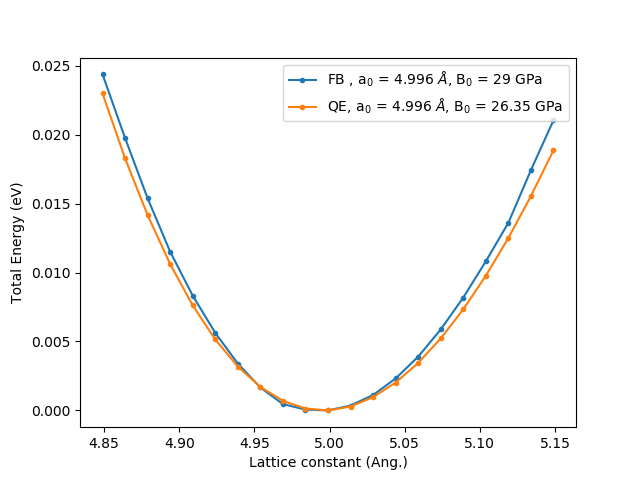 FB , a₀ = 4.996 Å, B₀ = 29 GPa
QE, a₀ = 4.996 Å, B₀ = 26.35 GPa
Total Energy (eV)
0.025
0.020
0.015
0.010
0.005
0.000
4.85 4.90 4.95 5.00 5.05 5.10 5.15
Lattice constant (Ang.)